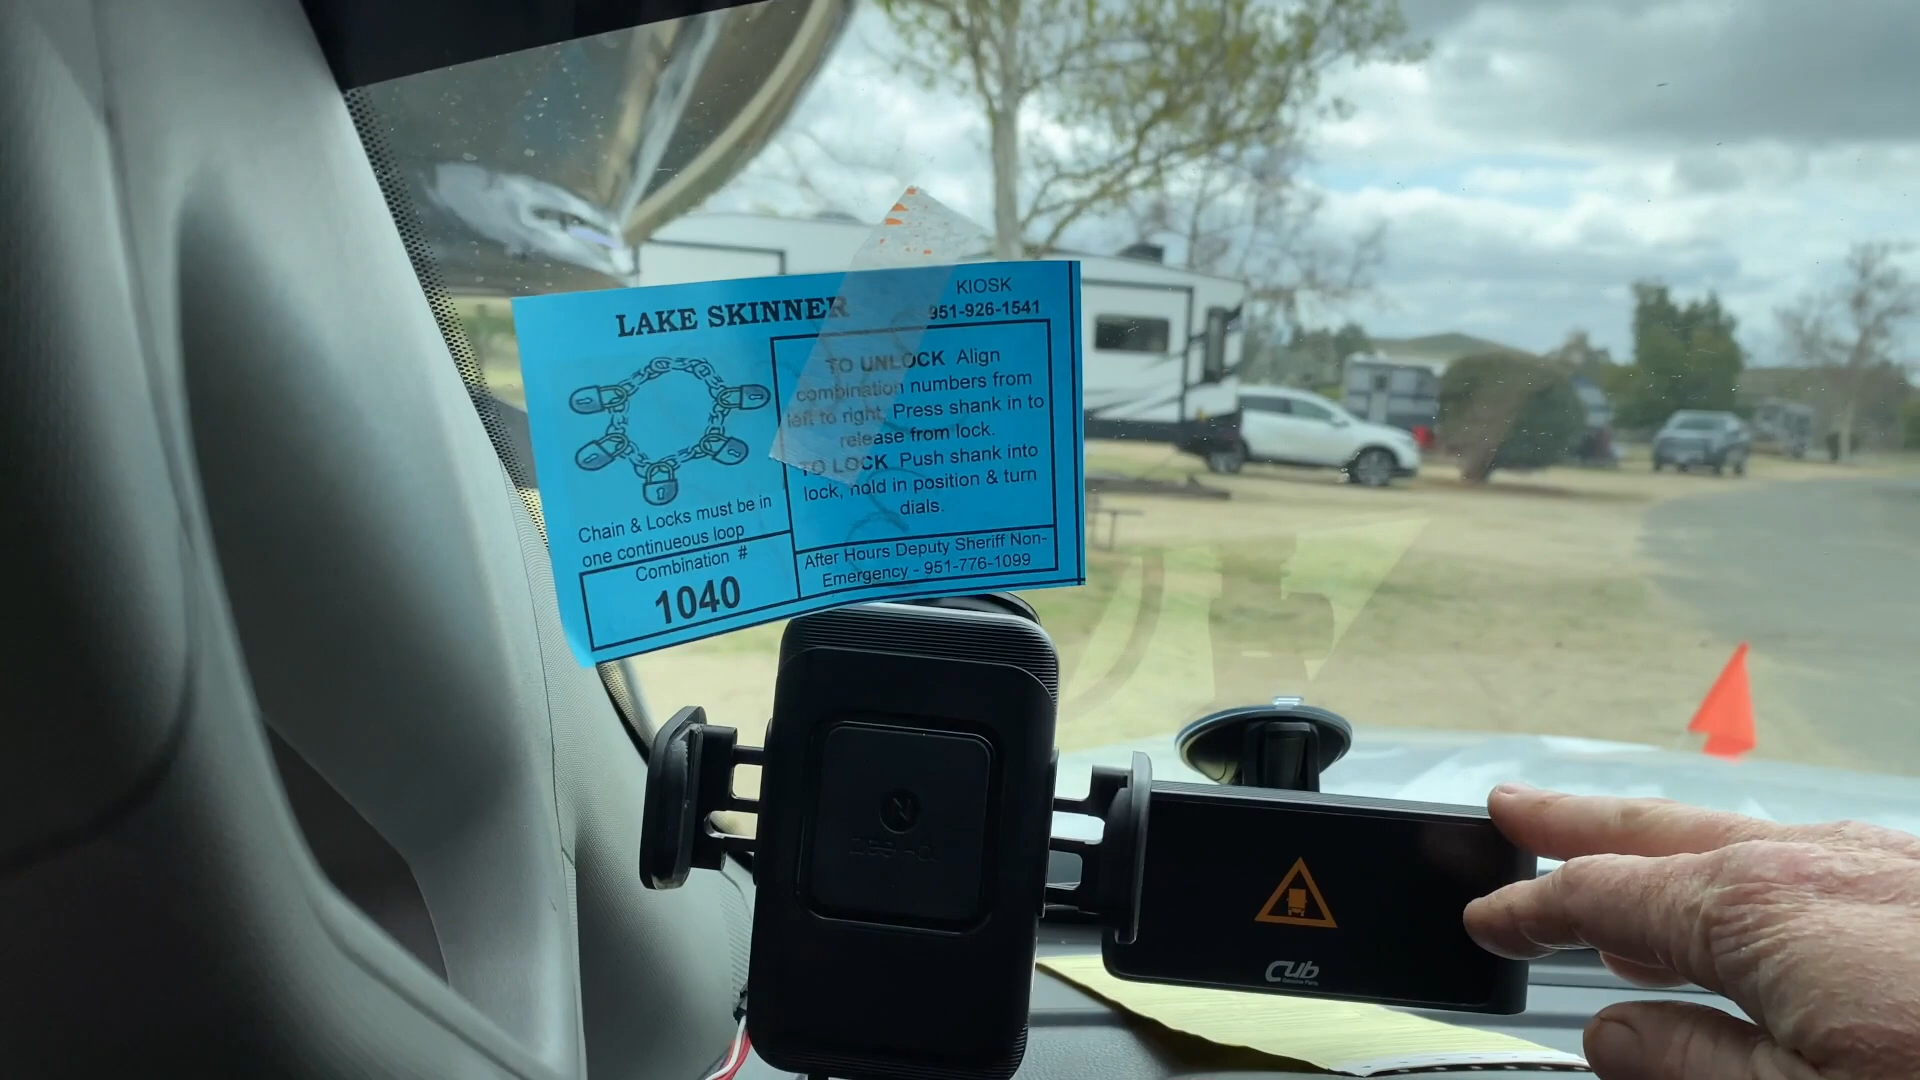 LAKE SKINNER
KIOSK
951-926-1541
TO UNLOCK Align
combination numbers from
left to right. Press shank in to
release from lock.
TO LOCK Push shank into
lock, hold in position & turn
dials.
Chain & Locks must be in
one continueous loop
Combination #
1040
After Hours Deputy Sheriff Non-
Emergency - 951-776-1099
Cub